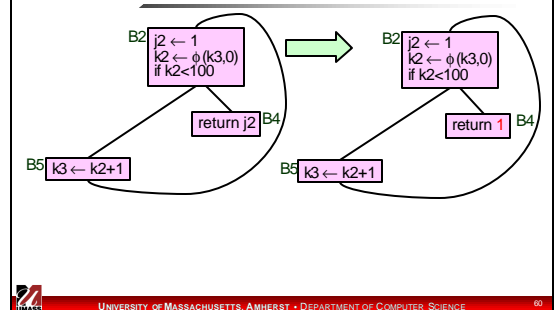 B2
j2 ← 1
k2 ← ϕ(k3,0)
if k2<100
return j2
B4
B5
k3 ← k2+1
B2
j2 ← 1
k2 ← ϕ(k3,0)
if k2<100
return 1
B4
B5
k3 ← k2+1
UMASS
UNIVERSITY OF MASSACHUSETTS, AMHERST • DEPARTMENT OF COMPUTER SCIENCE
60